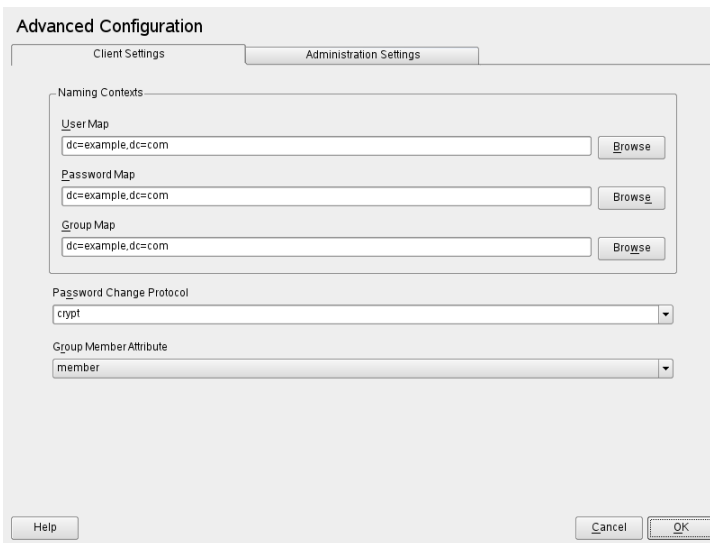 Advanced Configuration
Client Settings
Administration Settings
Naming Contexts
User Map
dc=example,dc=com
Browse
Password Map
dc=example,dc=com
Browse
Group Map
dc=example,dc=com
Browse
Password Change Protocol
crypt
Group Member Attribute
member
Help
Cancel
OK